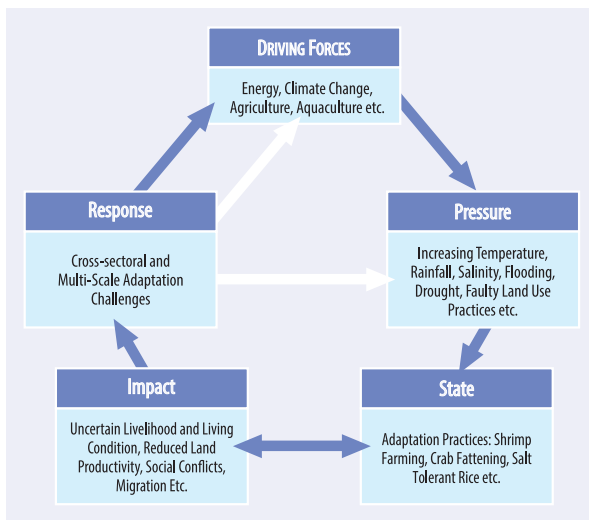 DRIVING FORCES
Energy, Climate Change,
Agriculture, Aquaculture etc.
Response
Cross-sectoral and
Multi-Scale Adaptation
Challenges
Pressure
Increasing Temperature,
Rainfall, Salinity, Flooding,
Drought, Faulty Land Use
Practices etc.
Impact
Uncertain Livelihood and Living
Condition, Reduced Land
Productivity, Social Conflicts,
Migration Etc.
State
Adaptation Practices: Shrimp
Farming, Crab Fattening, Salt
Tolerant Rice etc.